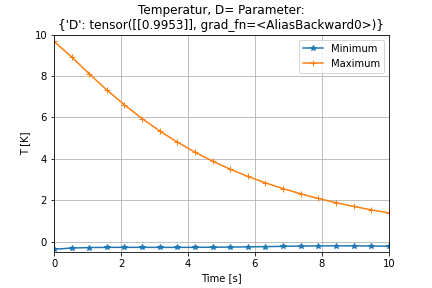 Temperatur, D= Parameter:
{'D': tensor([[0.9953]], grad_fn=<AliasBackward0>)}
Minimum
Maximum
10
8
6
4
2
0
T [K]
0 2 4 6 8 10
Time [s]